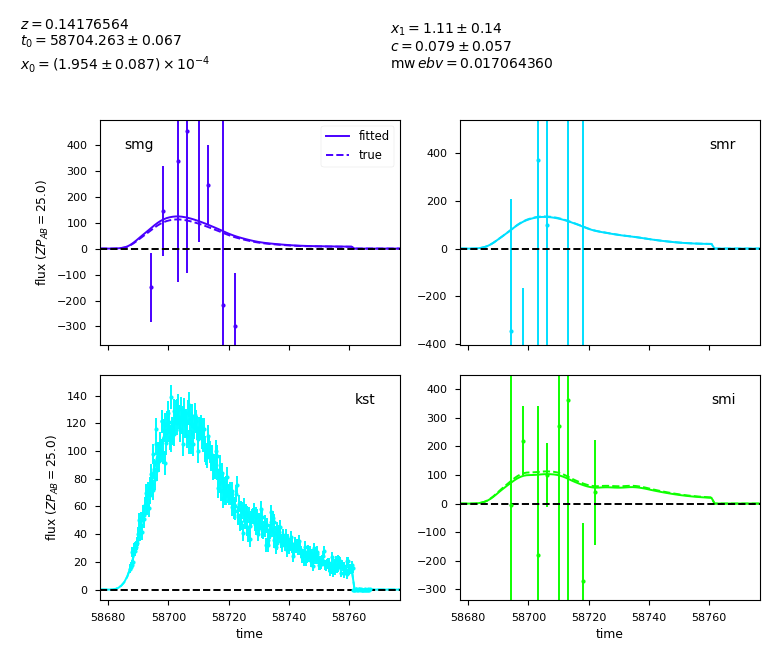 z = 0.14176564
t₀ = 58704.263 ± 0.067
x₀ = (1.954 ± 0.087) × 10⁻⁴
x₁ = 1.11 ± 0.14
c = 0.079 ± 0.057
mw ebv = 0.017064360
smg
fitted
true
400
300
200
100
0
−100
−200
−300
flux (ZP_AB = 25.0)
smr
400
200
0
−200
−400
kst
140
120
100
80
60
40
20
0
flux (ZP_AB = 25.0)
58680 58700 58720 58740 58760
time
smi
400
300
200
100
0
−100
−200
−300
58680 58700 58720 58740 58760
time